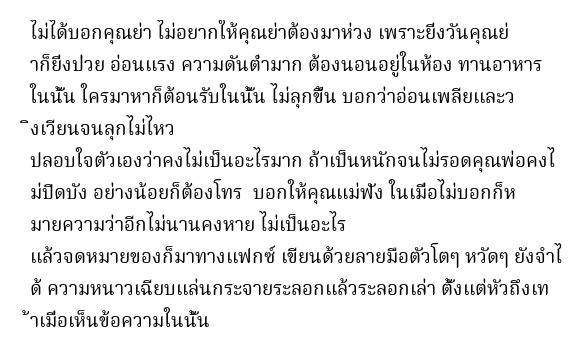 ไม่ได้บอกคุณย่า ไม่อยากให้คุณย่าต้องมาห่วง เพราะยิ่งวันคุณย่
าก็ยิ่งป่วย อ่อนแรง ความดันต่ำมาก ต้องนอนอยู่ในห้อง ทานอาหาร
ในนั้น ใครมาหาก็ต้อนรับในนั้น ไม่ลุกขึ้น บอกว่าอ่อนเพลียและว
ิงเวียนจนลุกไม่ไหว
ปลอบใจตัวเองว่าคงไม่เป็นอะไรมาก ถ้าเป็นหนักจนไม่รอดคุณพ่อคงไ
ม่ปิดบัง อย่างน้อยก็ต้องโทร บอกให้คุณแม่ฟัง ในเมื่อไม่บอกก็ห
มายความว่าอีกไม่นานคงหาย ไม่เป็นอะไร
แล้วจดหมายของก็มาทางแฟกซ์ เขียนด้วยลายมือตัวโตๆ หวัดๆ ยังจำไ
ด้ ความหนาวเฉียบแล่นกระจายระลอกแล้วระลอกเล่า ตั้งแต่หัวถึงเท
้าเมื่อเห็นข้อความในนั้น